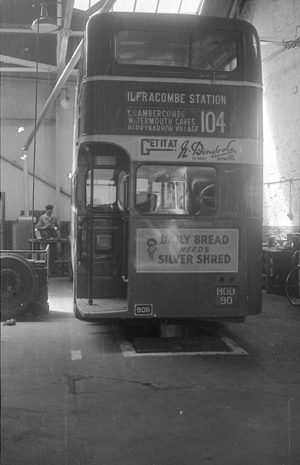 ILFRACOMBE STATION
CHAMBERCOMBE
WATERMOUTH CAVES
BERRYNARBOR VILLAGE
104
GET IT AT
DAILY BREAD
NEEDS
SILVER SHRED
906
HOD
90